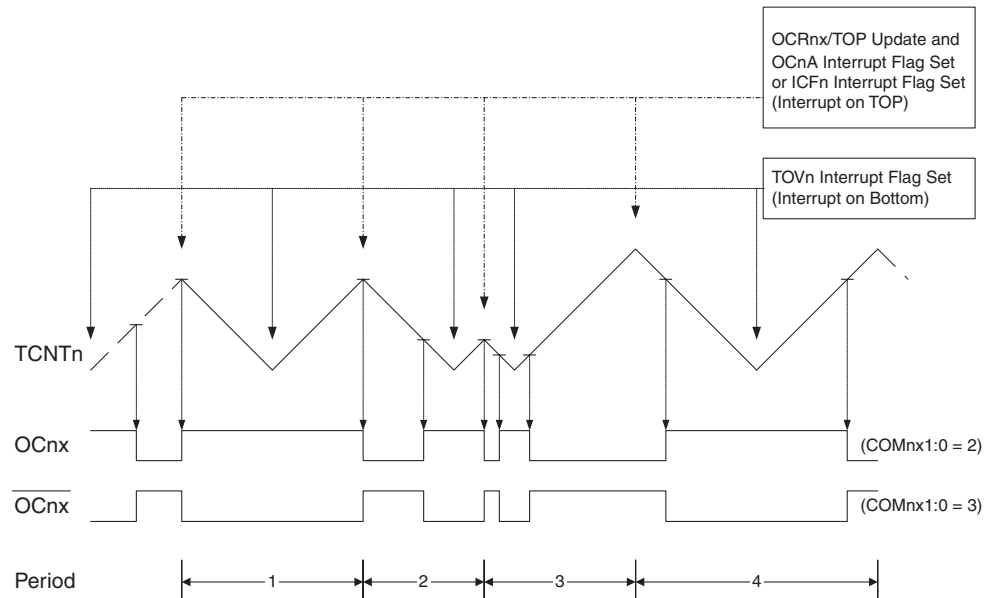 OCRnx/TOP Update and
OCnA Interrupt Flag Set
or ICFn Interrupt Flag Set
(Interrupt on TOP)
TOVn Interrupt Flag Set
(Interrupt on Bottom)
TCNTn
OCnx
(COMnx1:0 = 2)
OCnx
(COMnx1:0 = 3)
Period
1
2
3
4